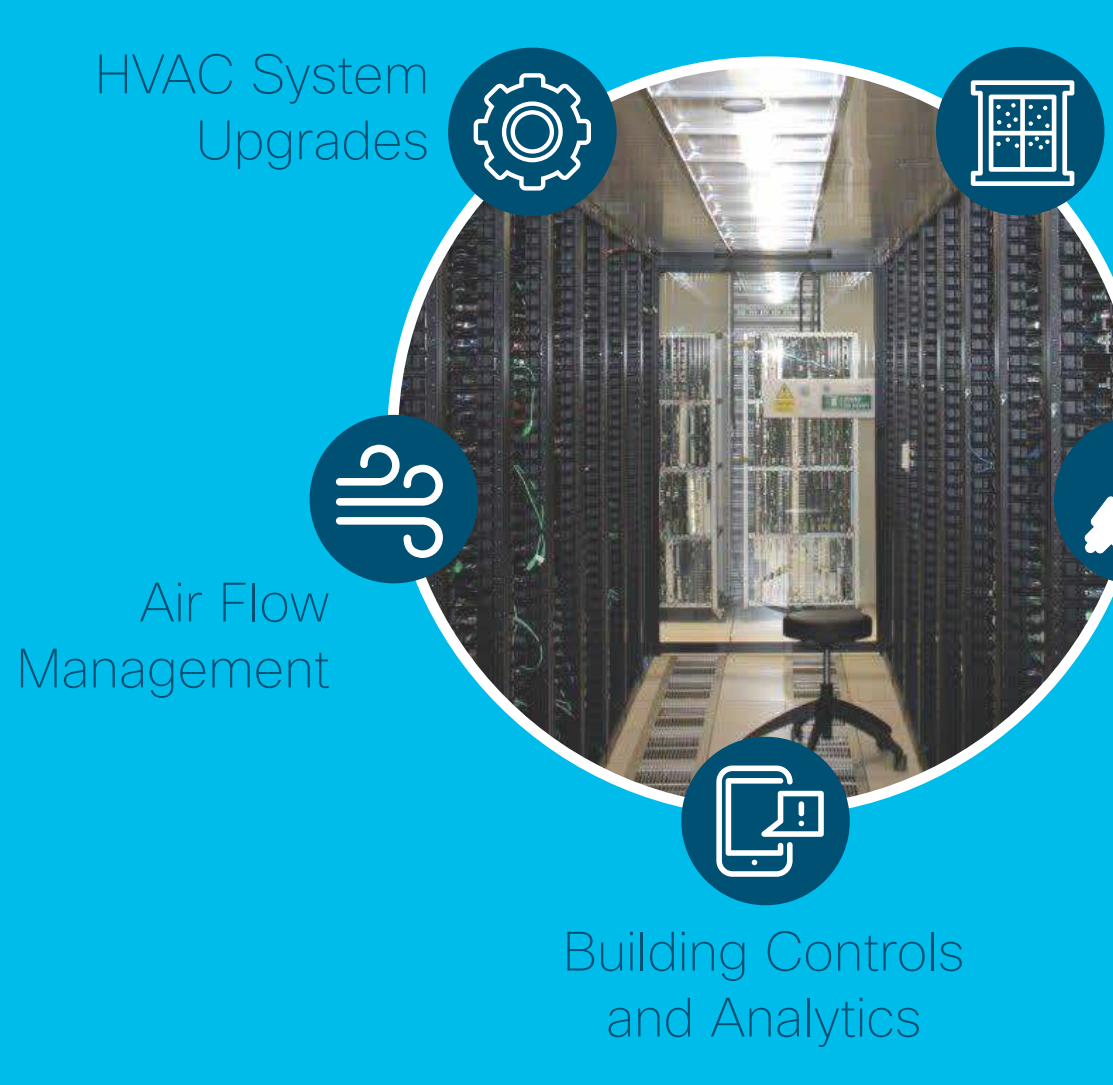 HVAC System
Upgrades
Air Flow
Management
Building Controls
and Analytics